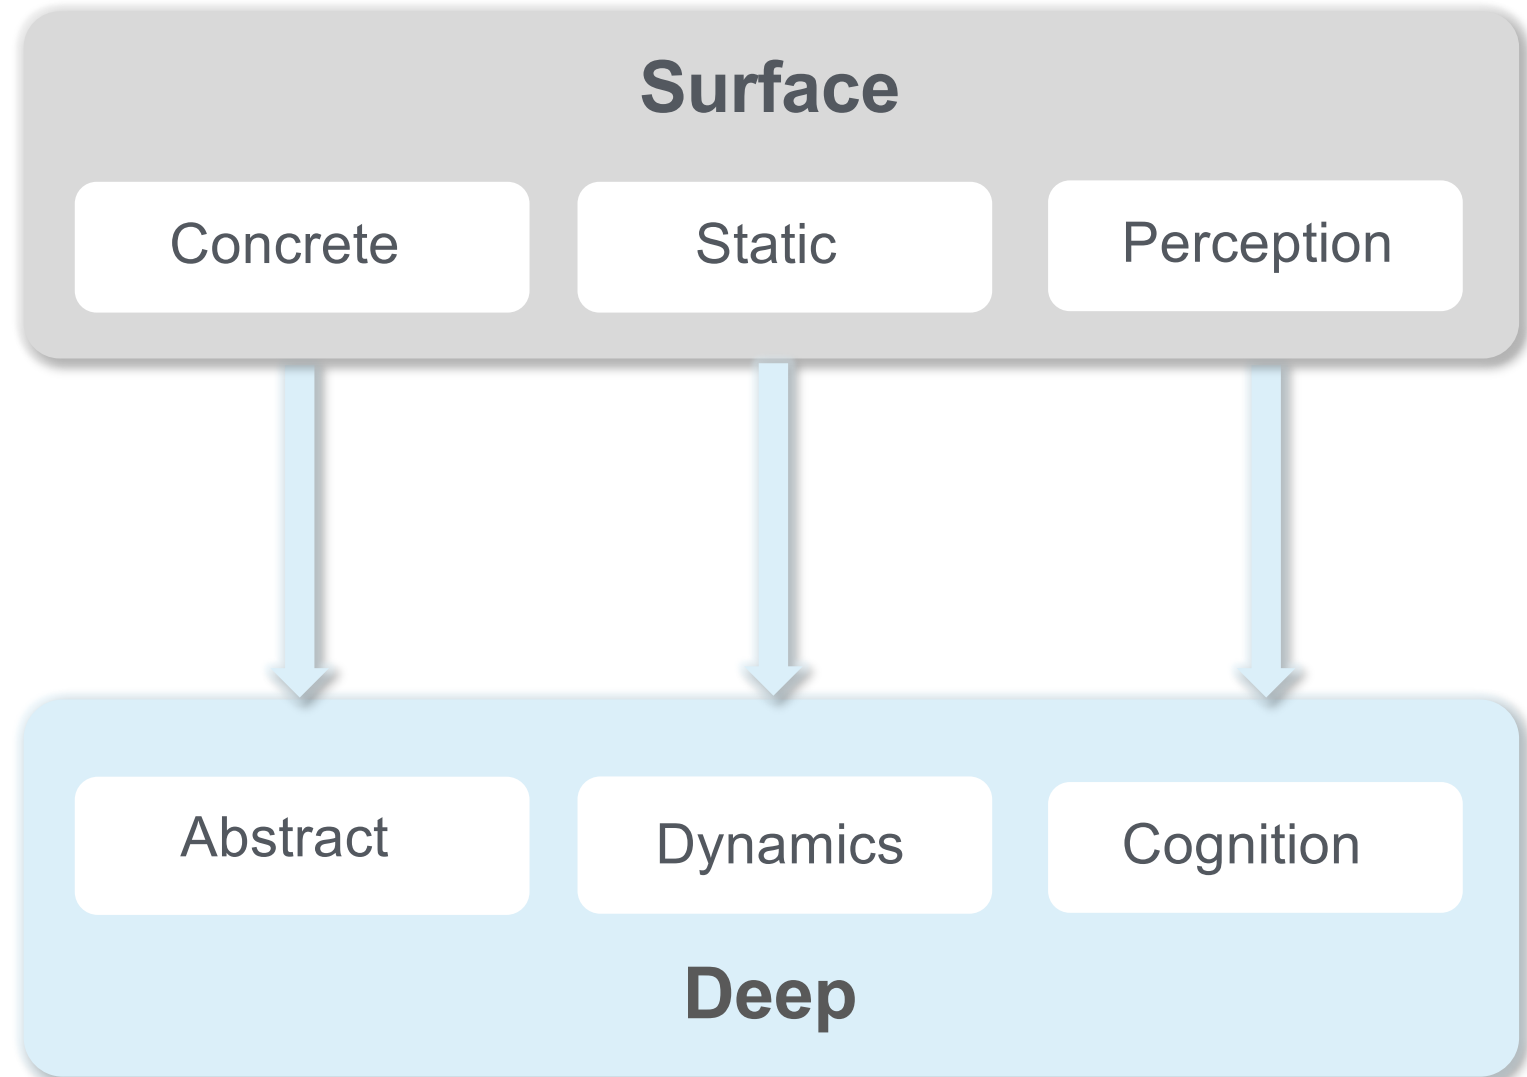 Surface
Concrete Static Perception
Abstract Dynamics Cognition
Deep